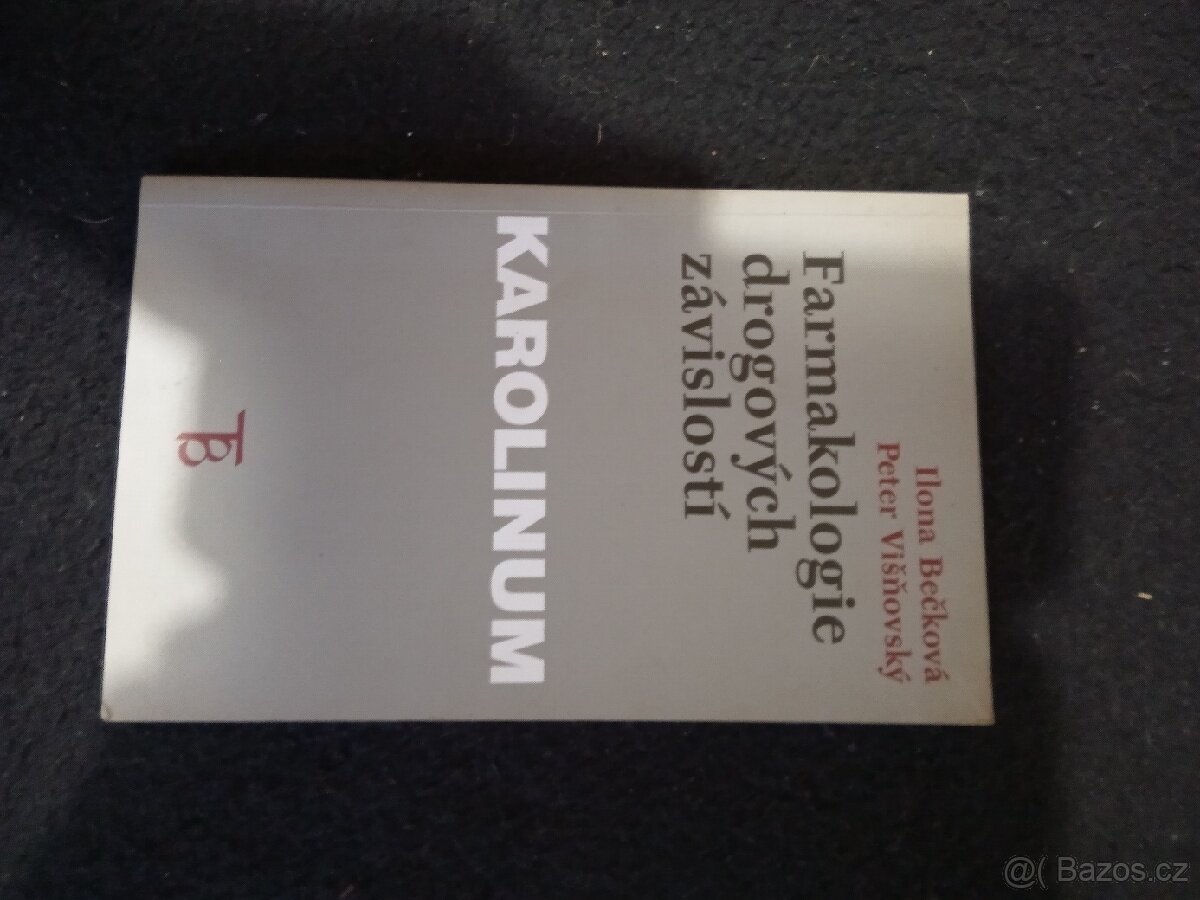 Ilona Bečková
Peter Višňovský
Farmakologie
drogových
závislostí
KAROLINUM
@( Bazos.cz